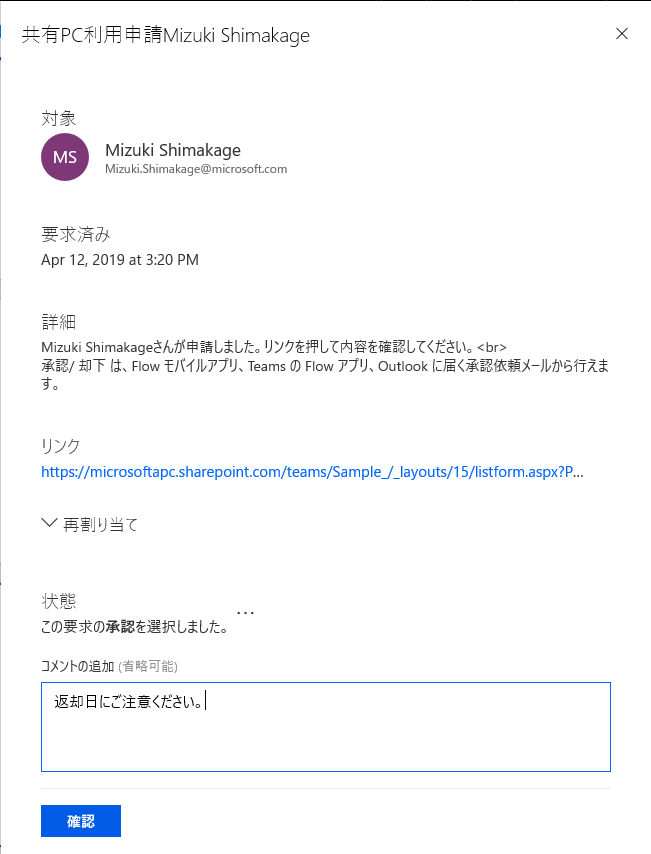 共有PC利用申請Mizuki Shimakage
対象
MS
Mizuki Shimakage
Mizuki.Shimakage@microsoft.com
要求済み
Apr 12, 2019 at 3:20 PM
詳細
Mizuki Shimakageさんが申請しました。リンクを押して内容を確認してください。<br>
承認/ 却下 は、Flow モバイルアプリ、Teams の Flow アプリ、Outlook に届く承認依頼メールから行えま
す。
リンク
https://microsoftapc.sharepoint.com/teams/Sample_/_layouts/15/listform.aspx?P...
再割り当て
状態
...
この要求の承認を選択しました。
コメントの追加 (省略可能)
返却日にご注意ください。
確認